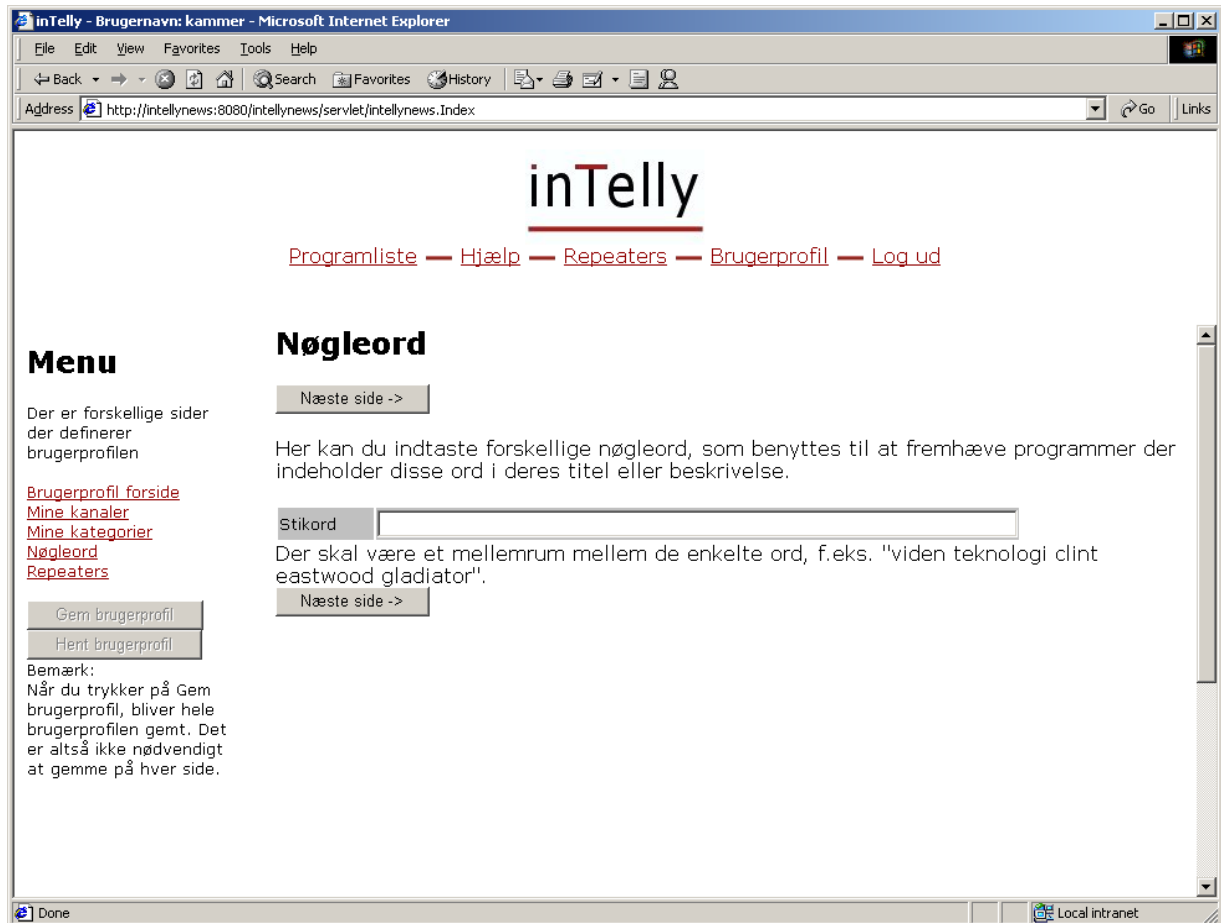 inTelly - Brugernavn: kammer - Microsoft Internet Explorer
File Edit View Favorites Tools Help
Back Search Favorites History
Address http://intellynews:8080/intellynews/servlet/intellynews.Index Go Links
inTelly
Programliste — Hjælp — Repeaters — Brugerprofil — Log ud
Menu
Der er forskellige sider
der definerer
brugerprofilen
Brugerprofil forside
Mine kanaler
Mine kategorier
Nøgleord
Repeaters
Gem brugerprofil
Hent brugerprofil
Bemærk:
Når du trykker på Gem
brugerprofil, bliver hele
brugerprofilen gemt. Det
er altså ikke nødvendigt
at gemme på hver side.
Nøgleord
Næste side ->
Her kan du indtaste forskellige nøgleord, som benyttes til at fremhæve programmer der
indeholder disse ord i deres titel eller beskrivelse.
Stikord
Der skal være et mellemrum mellem de enkelte ord, f.eks. "viden teknologi clint
eastwood gladiator".
Næste side ->
Done
Local intranet